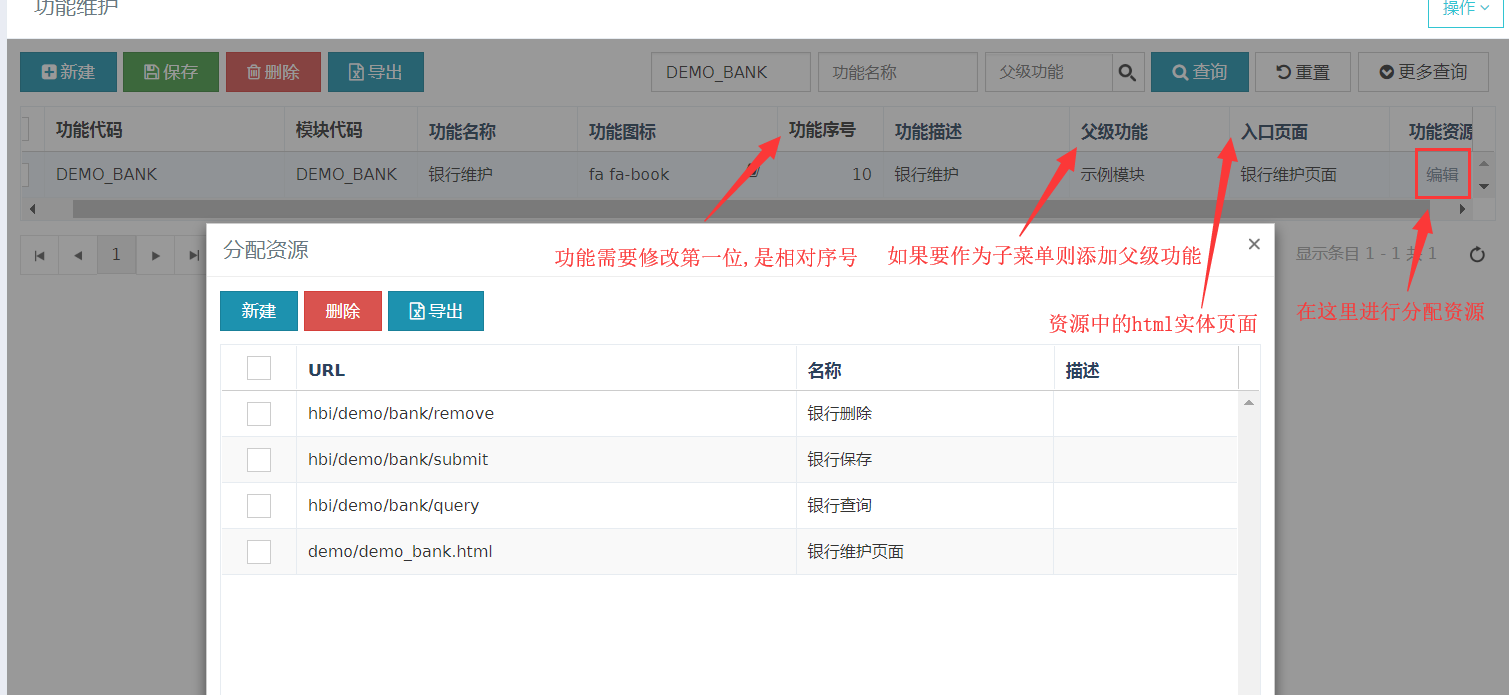 功能维护
操作
新建
保存
删除
导出
DEMO_BANK
功能名称
父级功能
查询
重置
更多查询
功能代码
模块代码
功能名称
功能图标
功能序号
功能描述
父级功能
入口页面
功能资源
DEMO_BANK
DEMO_BANK
银行维护
fa fa-book
10
银行维护
示例模块
银行维护页面
编辑
1
显示条目 1 - 1 共 1
功能需要修改第一位,是相对序号
如果要作为子菜单则添加父级功能
资源中的html实体页面
在这里进行分配资源
分配资源
新建
删除
导出
URL
名称
描述
hbi/demo/bank/remove
银行删除
hbi/demo/bank/submit
银行保存
hbi/demo/bank/query
银行查询
demo/demo_bank.html
银行维护页面